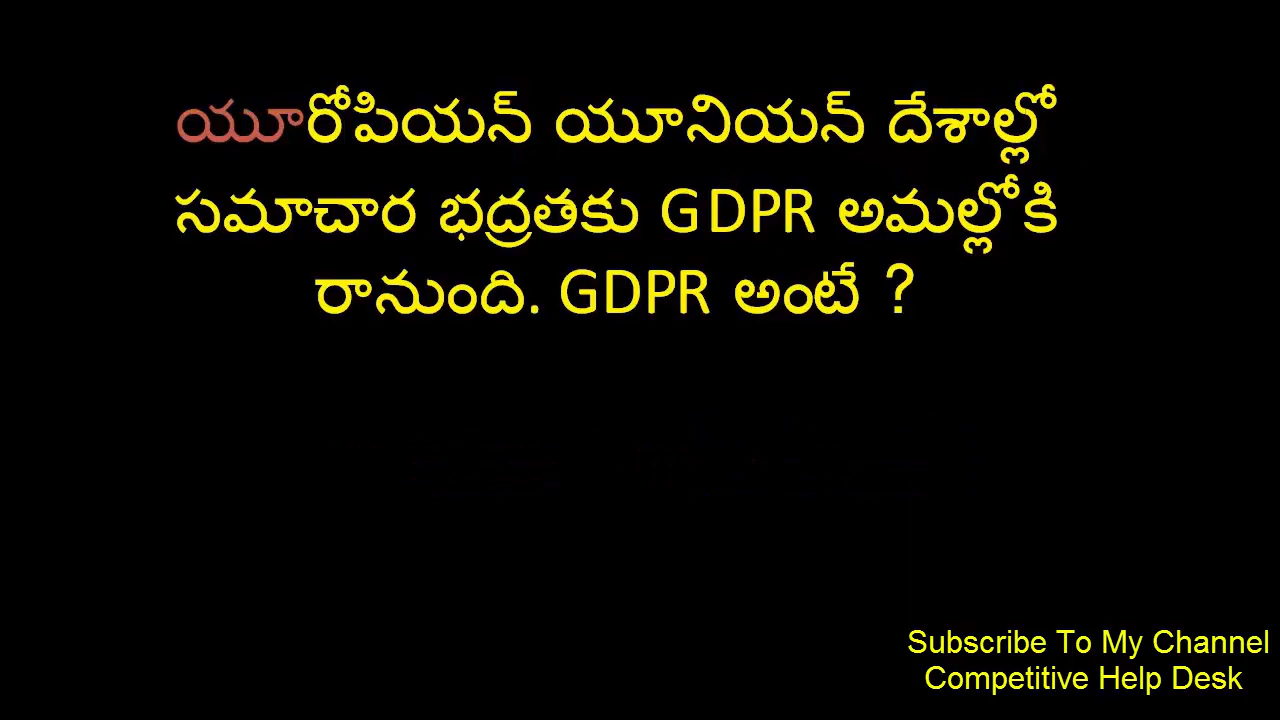 యూరోపియన్ యూనియన్ దేశాల్లో
సమాచార భద్రతకు GDPR అమల్లోకి
రానుంది. GDPR అంటే ?
Subscribe To My Channel
Competitive Help Desk